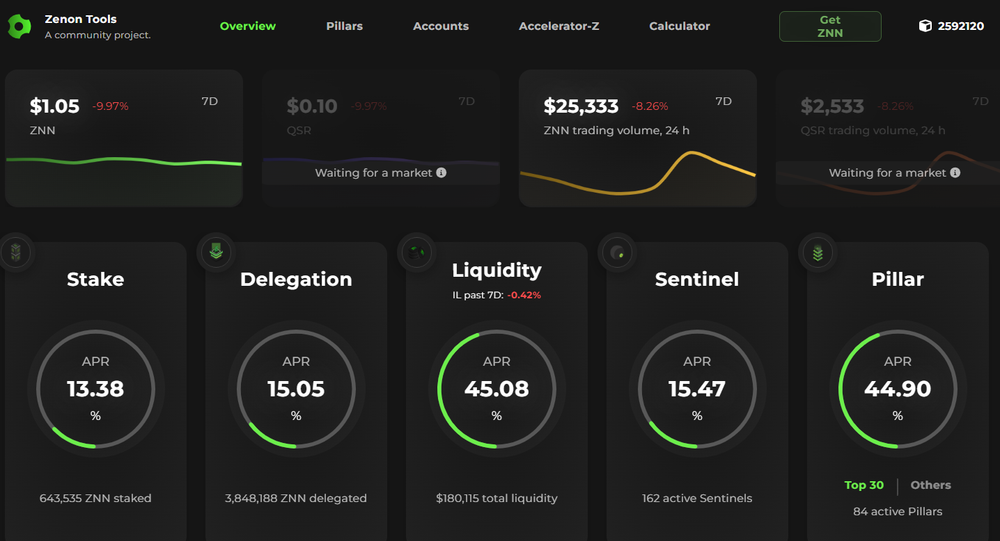 Zenon Tools
A community project.
Overview
Pillars
Accounts
Accelerator-Z
Calculator
Get
ZNN
2592120
$1.05 -9.97% 7D
ZNN
$0.10 -9.97% 7D
QSR
Waiting for a market
$25,333 -8.26% 7D
ZNN trading volume, 24 h
$2,533 -8.26% 7D
QSR trading volume, 24 h
Waiting for a market
Stake
APR
13.38
%
643,535 ZNN staked
Delegation
APR
15.05
%
3,848,188 ZNN delegated
Liquidity
IL past 7D: -0.42%
APR
45.08
%
$180,115 total liquidity
Sentinel
APR
15.47
%
162 active Sentinels
Pillar
APR
44.90
%
Top 30 | Others
84 active Pillars